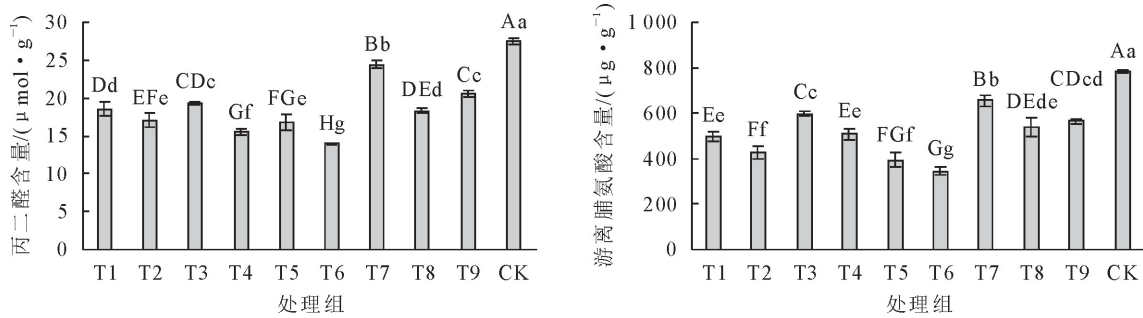 丙二醛含量/(μmol·g⁻¹)
30
25
20
15
10
5
0
Dd
EFe
CDc
Gf
FGe
Hg
Bb
DEd
Cc
Aa
T1 T2 T3 T4 T5 T6 T7 T8 T9 CK
处理组
游离脯氨酸含量/(μg·g⁻¹)
1 000
800
600
400
200
0
Ee
Ff
Cc
Ee
FGf
Gg
Bb
DEde
CDcd
Aa
T1 T2 T3 T4 T5 T6 T7 T8 T9 CK
处理组